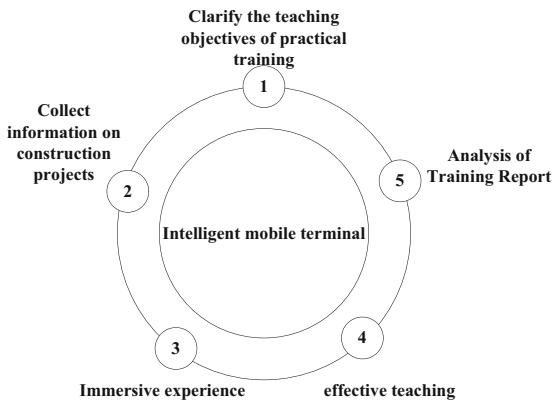 Clarify the teaching
objectives of practical
training
1
Collect
information on
construction
projects
2
Analysis of
Training Report
5
Intelligent mobile terminal
3
4
Immersive experience
effective teaching